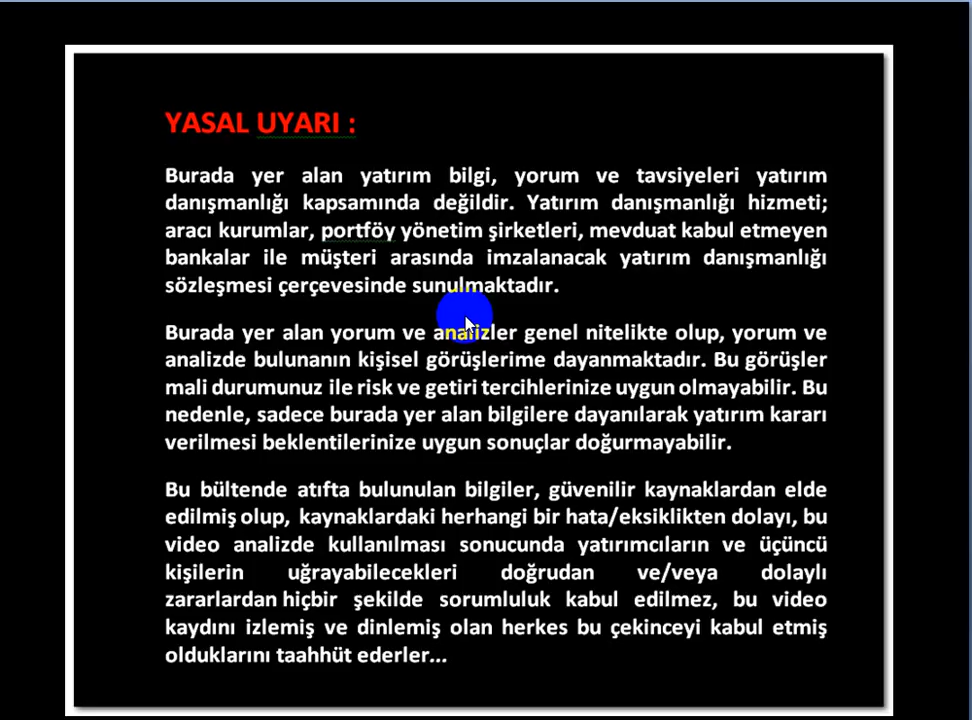 YASAL UYARI :
Burada yer alan yatırım bilgi, yorum ve tavsiyeleri yatırım
danışmanlığı kapsamında değildir. Yatırım danışmanlığı hizmeti;
aracı kurumlar, portföy yönetim şirketleri, mevduat kabul etmeyen
bankalar ile müşteri arasında imzalanacak yatırım danışmanlığı
sözleşmesi çerçevesinde sunulmaktadır.
Burada yer alan yorum ve analizler genel nitelikte olup, yorum ve
analizde bulunanın kişisel görüşlerime dayanmaktadır. Bu görüşler
mali durumunuz ile risk ve getiri tercihlerinize uygun olmayabilir. Bu
nedenle, sadece burada yer alan bilgilere dayanılarak yatırım kararı
verilmesi beklentilerinize uygun sonuçlar doğurmayabilir.
Bu bültende atıfta bulunulan bilgiler, güvenilir kaynaklardan elde
edilmiş olup, kaynaklardaki herhangi bir hata/eksiklikten dolayı, bu
video analizde kullanılması sonucunda yatırımcıların ve üçüncü
kişilerin uğrayabilecekleri doğrudan ve/veya dolaylı
zararlardan hiçbir şekilde sorumluluk kabul edilmez, bu video
kaydını izlemiş ve dinlemiş olan herkes bu çekinceyi kabul etmiş
olduklarını taahhüt ederler...